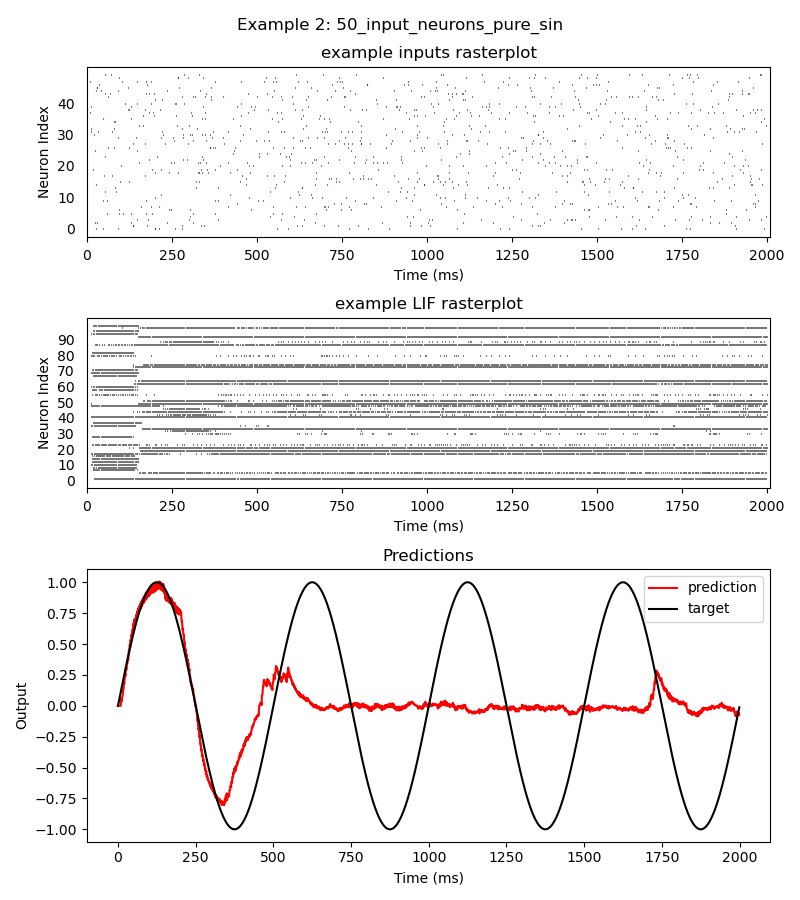 Example 2: 50_input_neurons_pure_sin
example inputs rasterplot
Neuron Index
40
30
20
10
0
0 250 500 750 1000 1250 1500 1750 2000
Time (ms)
example LIF rasterplot
Neuron Index
90
80
70
60
50
40
30
20
10
0
0 250 500 750 1000 1250 1500 1750 2000
Time (ms)
Predictions
Output
1.00
0.75
0.50
0.25
0.00
−0.25
−0.50
−0.75
−1.00
prediction
target
0 250 500 750 1000 1250 1500 1750 2000
Time (ms)